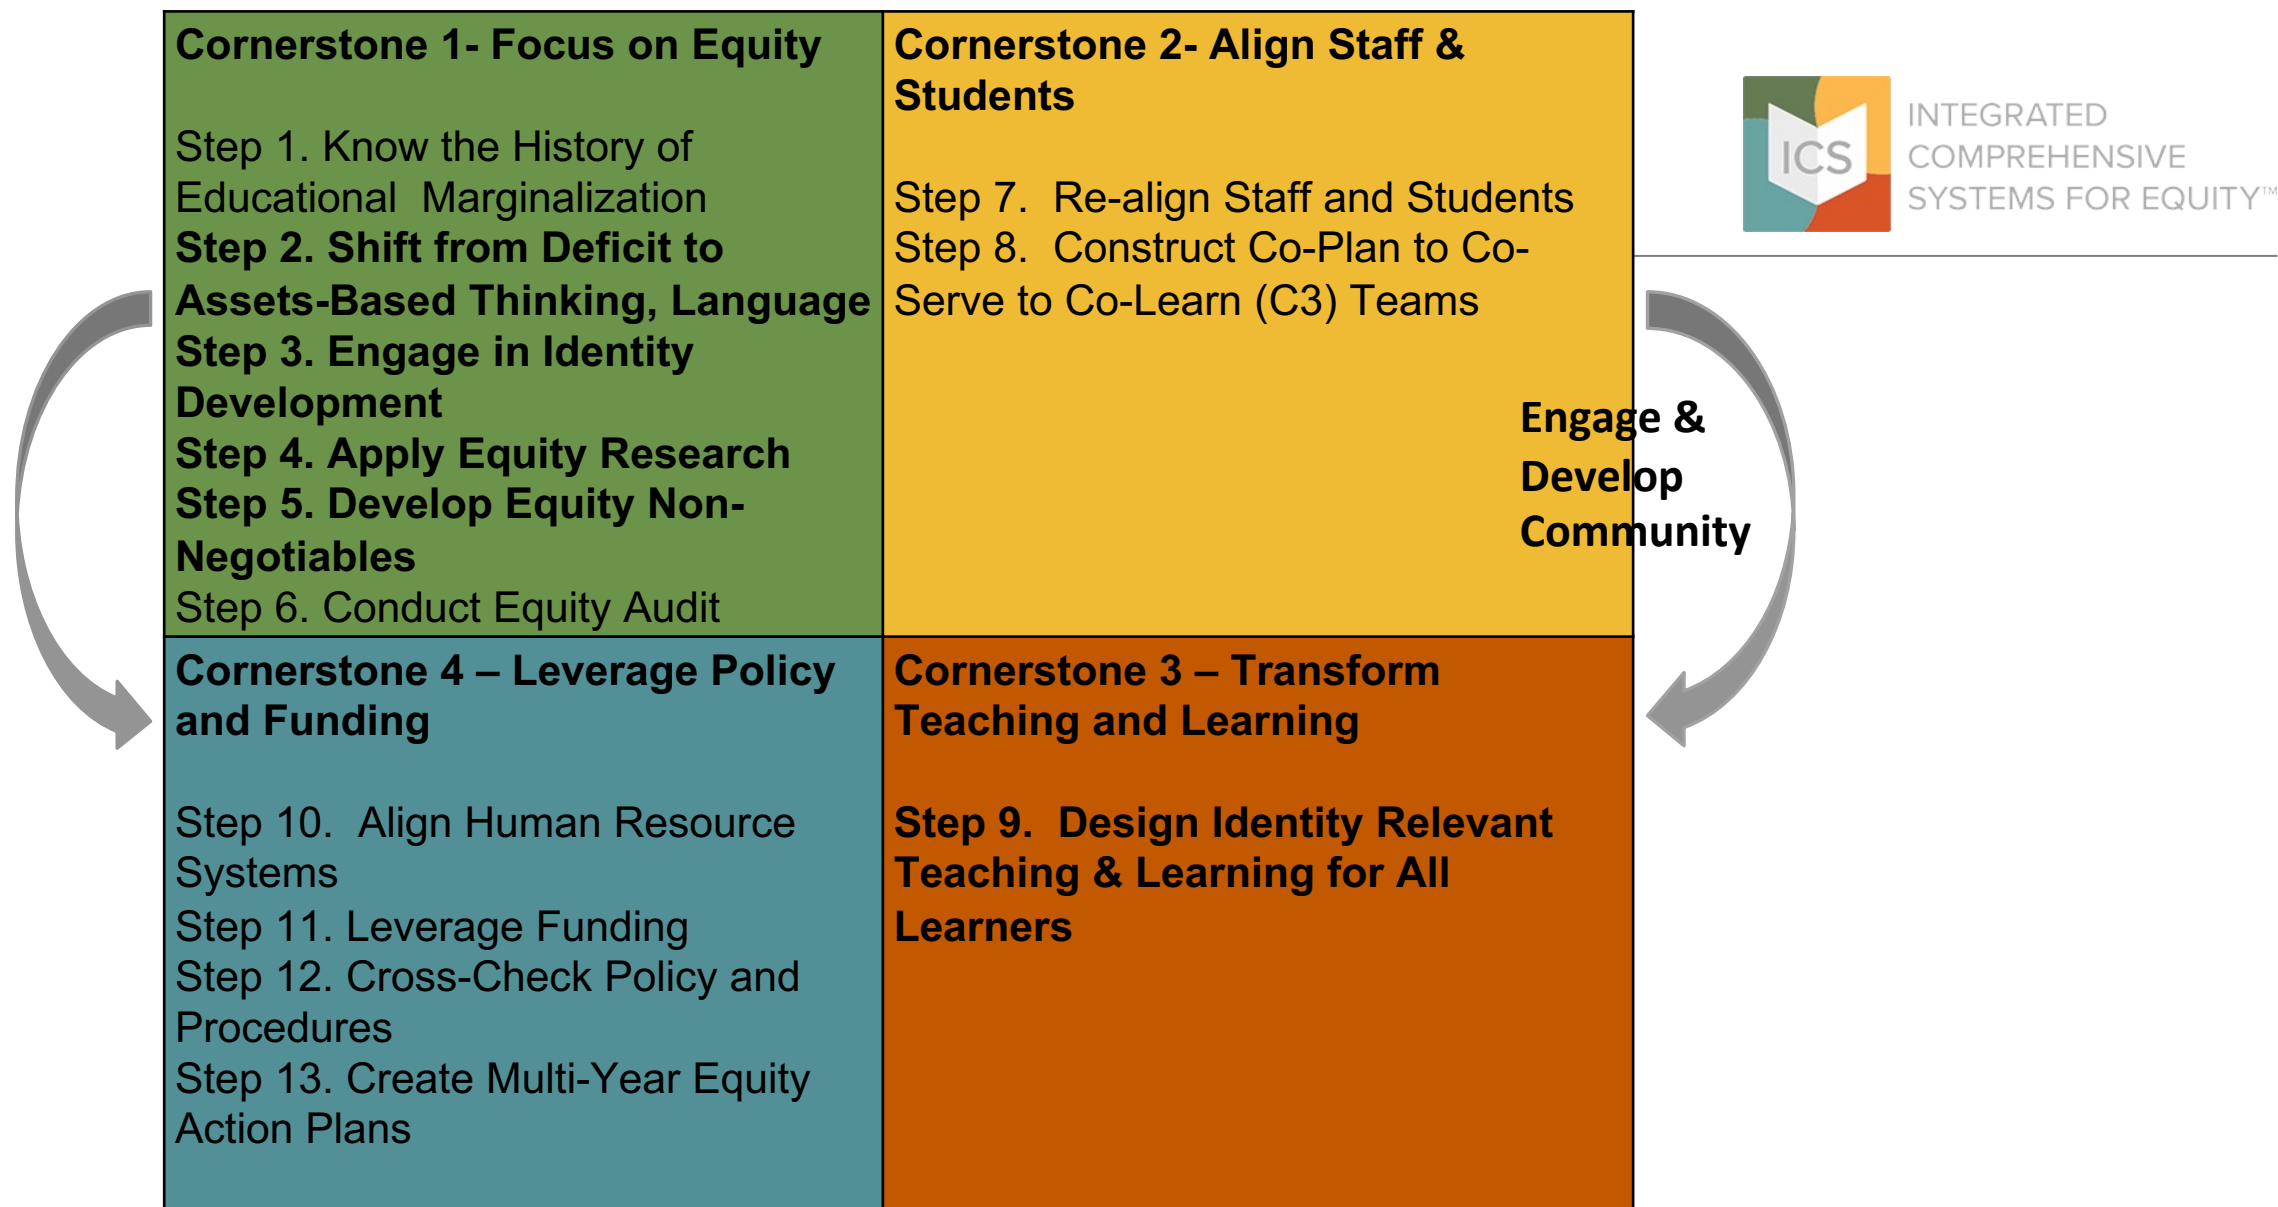 Cornerstone 1- Focus on Equity
Step 1. Know the History of
Educational  Marginalization
Step 2. Shift from Deficit to
Assets-Based Thinking, Language
Step 3. Engage in Identity
Development
Step 4. Apply Equity Research
Step 5. Develop Equity Non-
Negotiables
Step 6. Conduct Equity Audit
Cornerstone 2- Align Staff &
Students
Step 7.  Re-align Staff and Students
Step 8.  Construct Co-Plan to Co-
Serve to Co-Learn (C3) Teams
Engage &
Develop
Community
ICS
INTEGRATED
COMPREHENSIVE
SYSTEMS FOR EQUITY™
Cornerstone 4 – Leverage Policy
and Funding
Step 10.  Align Human Resource
Systems
Step 11. Leverage Funding
Step 12. Cross-Check Policy and
Procedures
Step 13. Create Multi-Year Equity
Action Plans
Cornerstone 3 – Transform
Teaching and Learning
Step 9.  Design Identity Relevant
Teaching & Learning for All
Learners